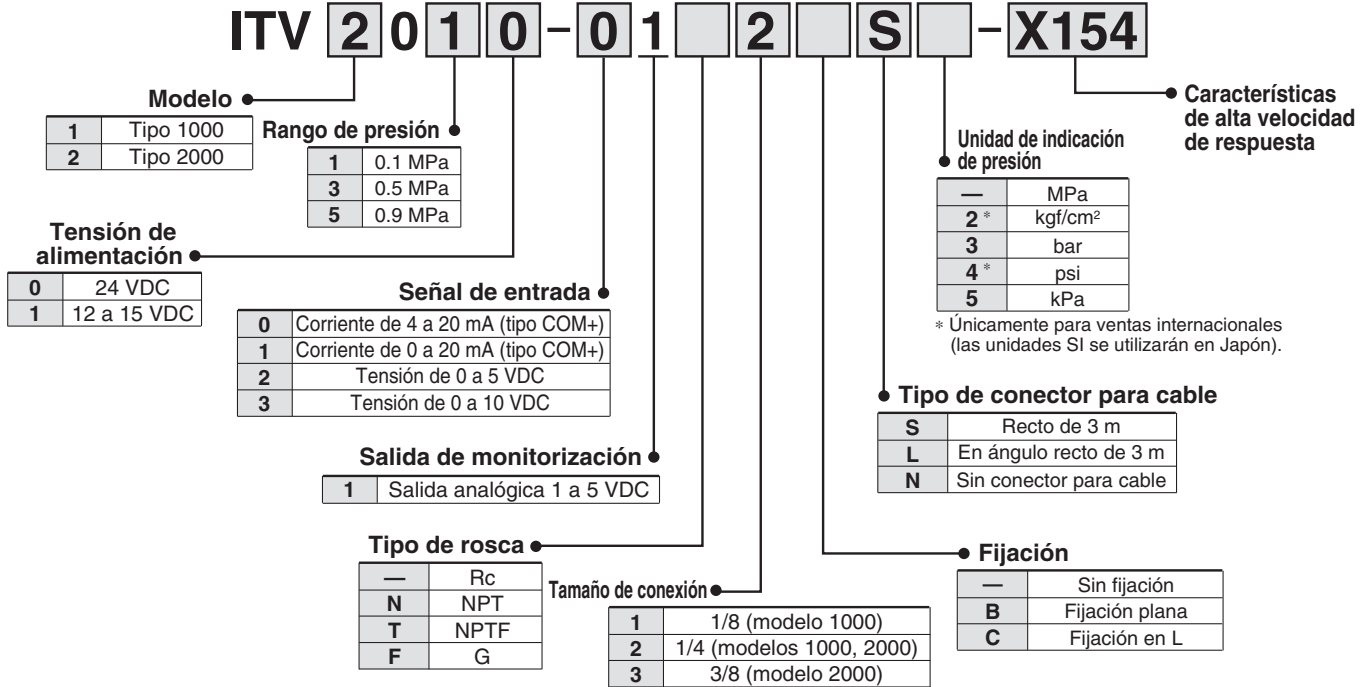 ITV 2 0 1 0 - 0 1 2 S - X154
Modelo
1 Tipo 1000
2 Tipo 2000
Rango de presión
1 0.1 MPa
3 0.5 MPa
5 0.9 MPa
Tensión de
alimentación
0 24 VDC
1 12 a 15 VDC
Señal de entrada
0 Corriente de 4 a 20 mA (tipo COM+)
1 Corriente de 0 a 20 mA (tipo COM+)
2 Tensión de 0 a 5 VDC
3 Tensión de 0 a 10 VDC
Salida de monitorización
1 Salida analógica 1 a 5 VDC
Tipo de rosca
— Rc
N NPT
T NPTF
F G
Tamaño de conexión
1 1/8 (modelo 1000)
2 1/4 (modelos 1000, 2000)
3 3/8 (modelo 2000)
Fijación
— Sin fijación
B Fijación plana
C Fijación en L
Tipo de conector para cable
S Recto de 3 m
L En ángulo recto de 3 m
N Sin conector para cable
Unidad de indicación
de presión
— MPa
2 * kgf/cm²
3 bar
4 * psi
5 kPa
* Únicamente para ventas internacionales
(las unidades SI se utilizarán en Japón).
Características
de alta velocidad
de respuesta